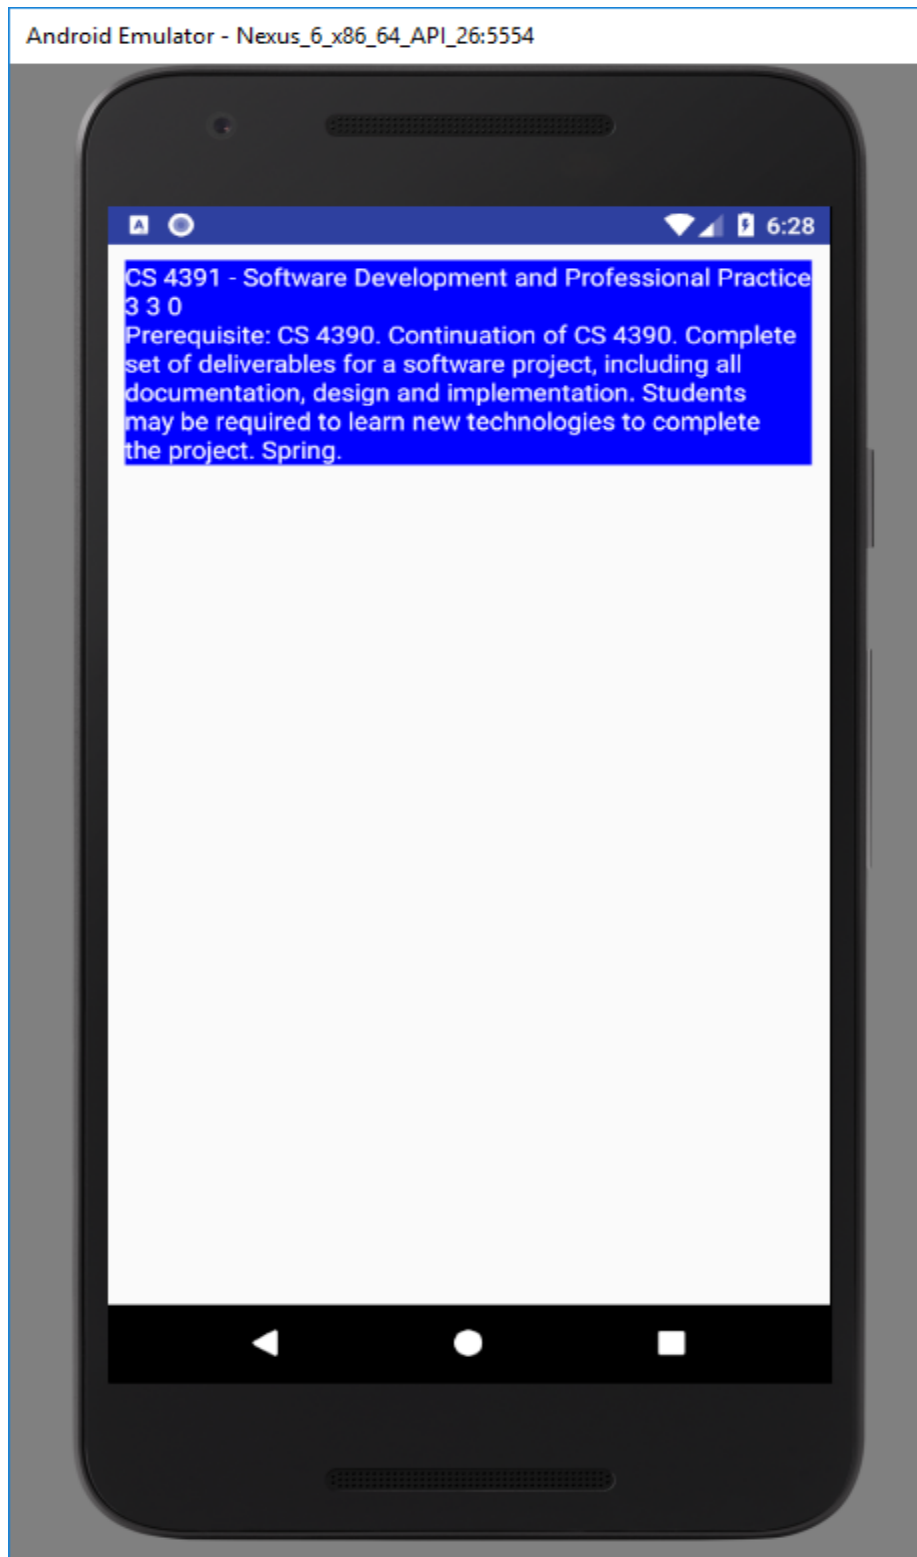 Android Emulator - Nexus_6_x86_64_API_26:5554
6:28
CS 4391 - Software Development and Professional Practice
3 3 0
Prerequisite: CS 4390. Continuation of CS 4390. Complete
set of deliverables for a software project, including all
documentation, design and implementation. Students
may be required to learn new technologies to complete
the project. Spring.